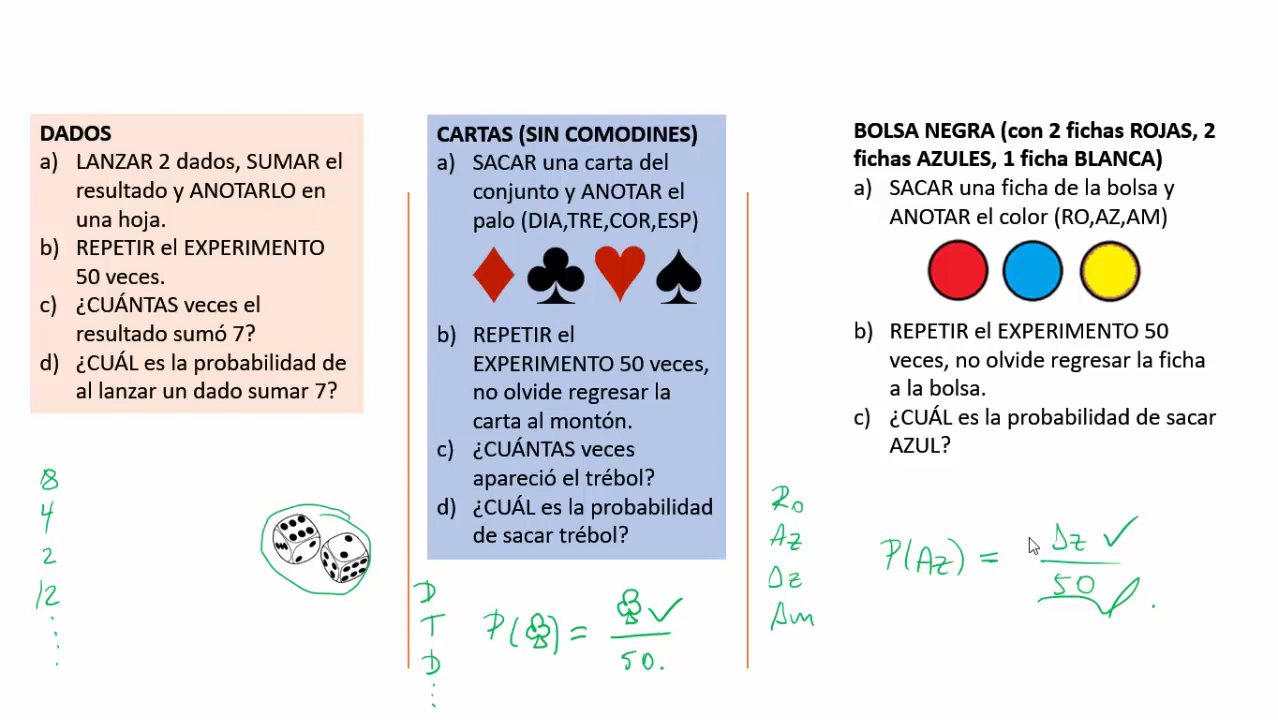 DADOS
a) LANZAR 2 dados, SUMAR el
resultado y ANOTARLO en
una hoja.
b) REPETIR el EXPERIMENTO
50 veces.
c) ¿CUÁNTAS veces el
resultado sumó 7?
d) ¿CUÁL es la probabilidad de
al lanzar un dado sumar 7?
8
4
2
12
CARTAS (SIN COMODINES)
a) SACAR una carta del
conjunto y ANOTAR el
palo (DIA,TRE,COR,ESP)
b) REPETIR el
EXPERIMENTO 50 veces,
no olvide regresar la
carta al montón.
c) ¿CUÁNTAS veces
apareció el trébol?
d) ¿CUÁL es la probabilidad
de sacar trébol?
D
T
D
P(♣) = ♣ ✓
50.
BOLSA NEGRA (con 2 fichas ROJAS, 2
fichas AZULES, 1 ficha BLANCA)
a) SACAR una ficha de la bolsa y
ANOTAR el color (RO,AZ,AM)
b) REPETIR el EXPERIMENTO 50
veces, no olvide regresar la ficha
a la bolsa.
c) ¿CUÁL es la probabilidad de sacar
AZUL?
Ro
Az
Az
Am
P(Az) = Az ✓
50